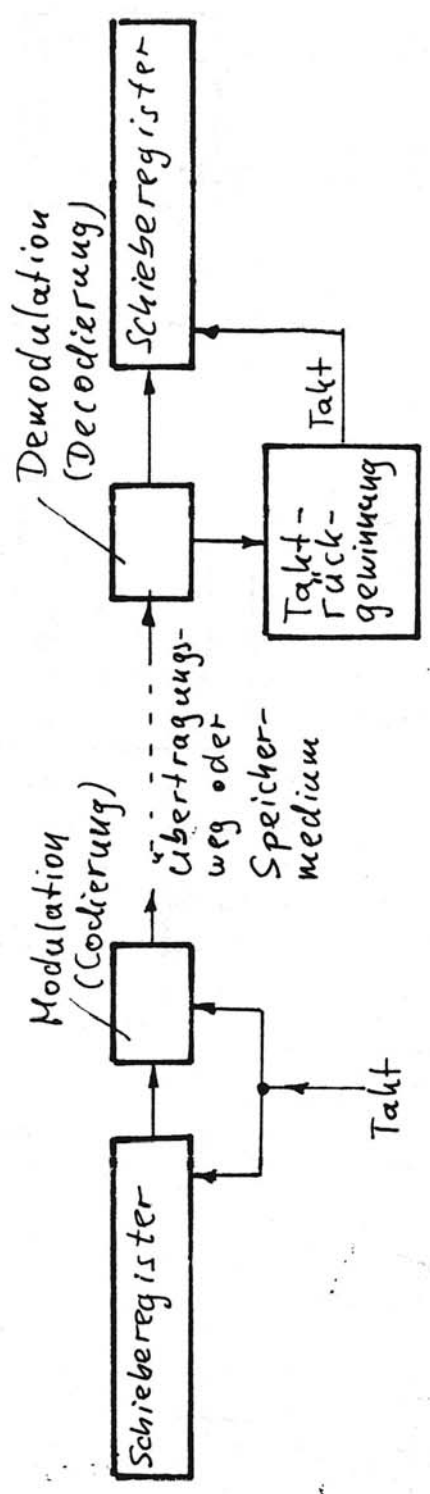 Schieberegister
Modulation
(Codierung)
Takt
Übertragungs-
weg oder
Speicher-
medium
Demodulation
(Decodierung)
Takt-
rück-
gewinnung
Takt
Schieberegister